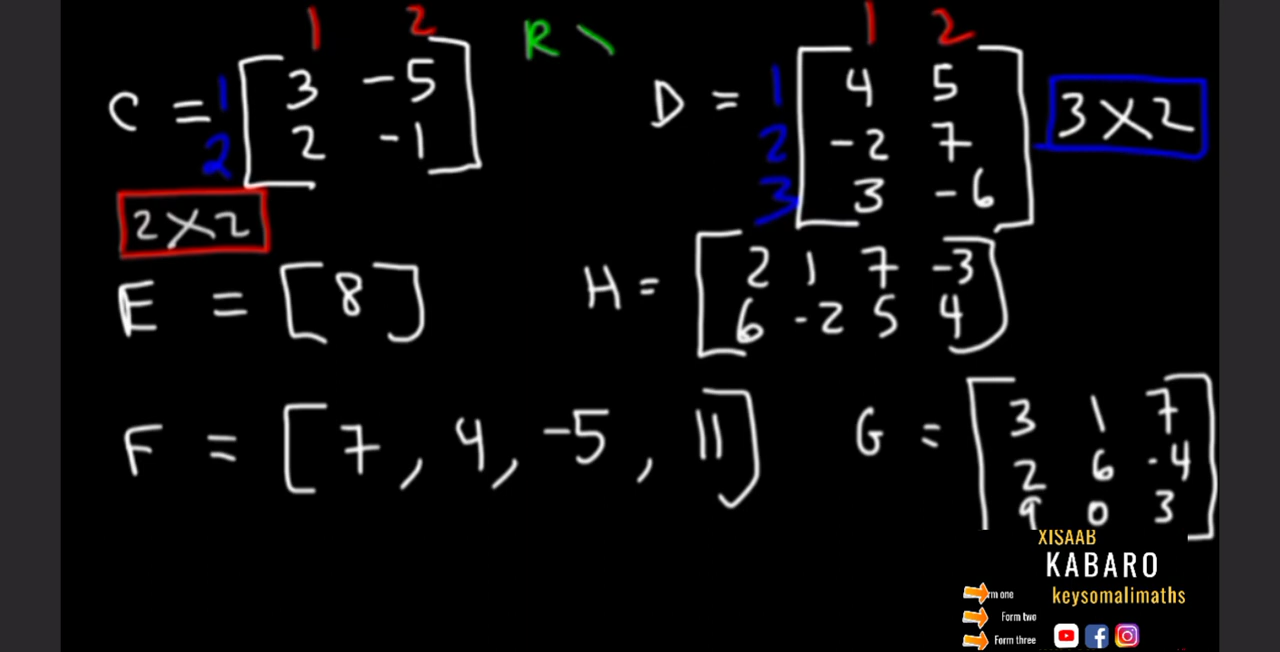 1 2 R
C = 1 [ 3 -5 ]
2 [ 2 -1 ]
2X2
1 2
D = 1 [ 4 5 ]
2 [ -2 7 ]
3 [ 3 -6 ]
3X2
E = [8]
H = [ 2 1 7 -3 ]
[ 6 -2 5 4 ]
F = [7, 4, -5, 11]
G = [ 3 1 7 ]
[ 2 6 -4 ]
[ 9 0 3 ]
XISAAB
KABARO
keysomalimaths
rm one
Form two
Form three